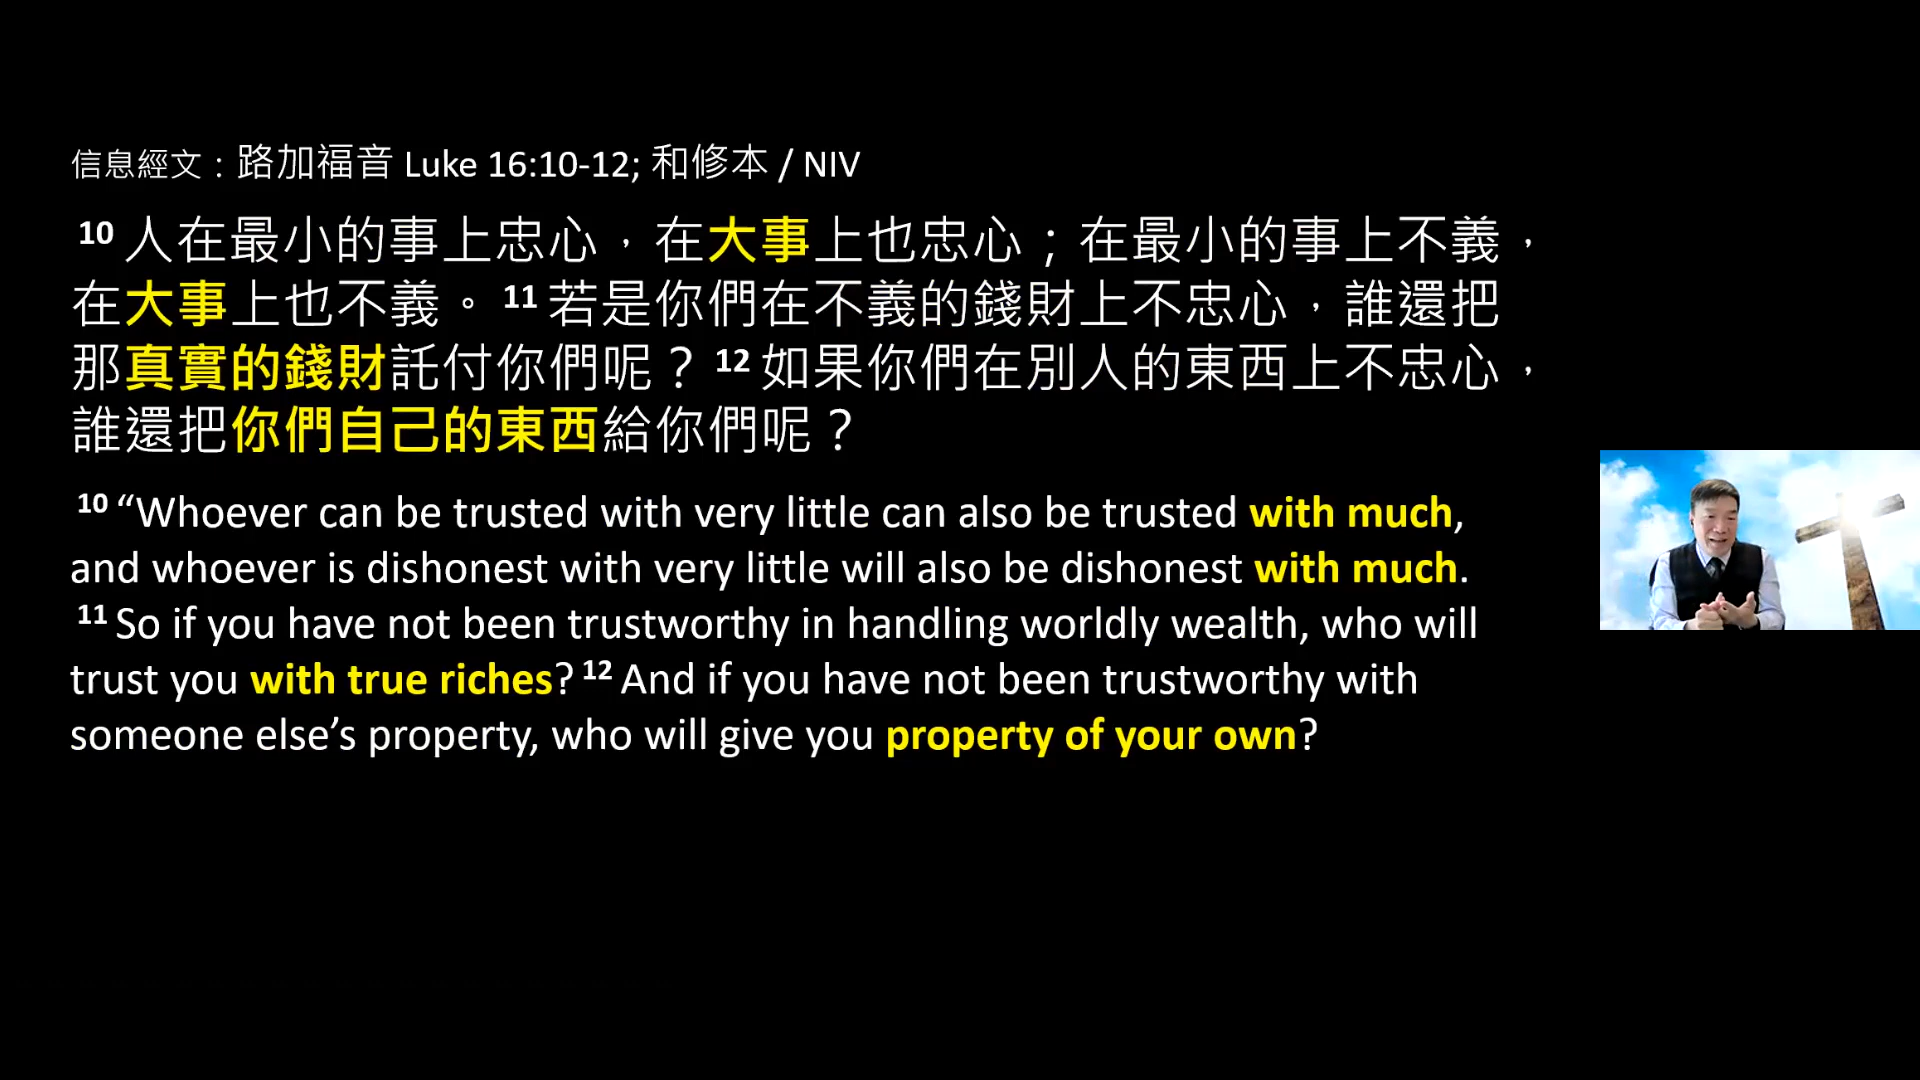 信息經文：路加福音 Luke 16:10-12; 和修本 / NIV
10 人在最小的事上忠心，在大事上也忠心；在最小的事上不義，
在大事上也不義。 11 若是你們在不義的錢財上不忠心，誰還把
那真實的錢財託付你們呢？ 12 如果你們在別人的東西上不忠心，
誰還把你們自己的東西給你們呢？
10 “Whoever can be trusted with very little can also be trusted with much,
and whoever is dishonest with very little will also be dishonest with much.
11 So if you have not been trustworthy in handling worldly wealth, who will
trust you with true riches? 12 And if you have not been trustworthy with
someone else’s property, who will give you property of your own?